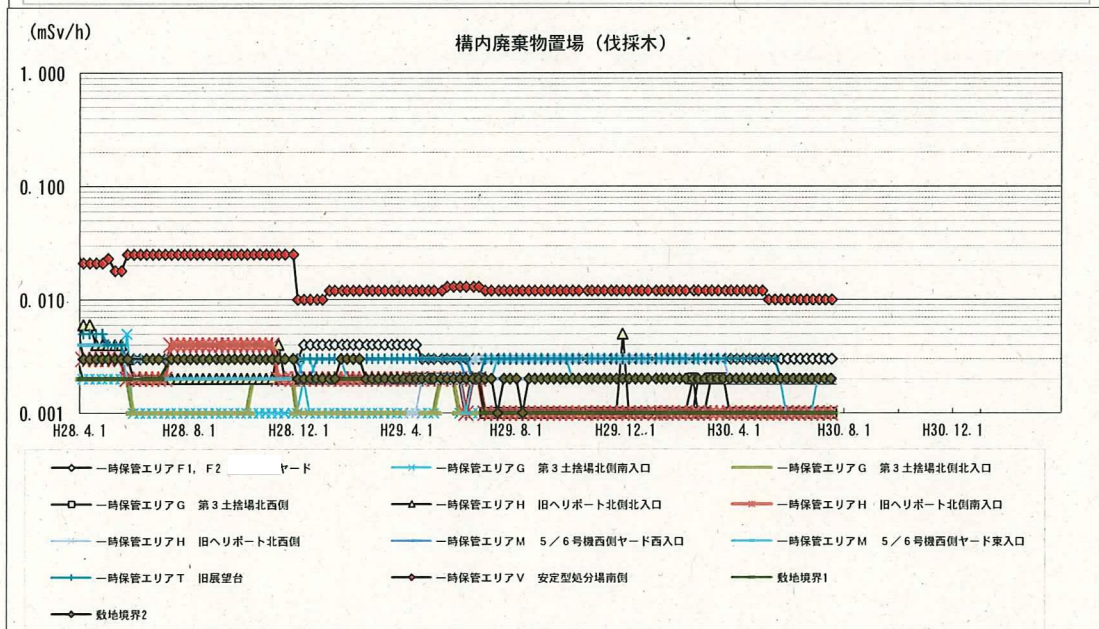 (mSv/h)
構内廃棄物置場（伐採木）
1.000
0.100
0.010
0.001
H28.4.1 H28.8.1 H28.12.1 H29.4.1 H29.8.1 H29.12.1 H30.4.1 H30.8.1 H30.12.1
一時保管エリアＦ1，Ｆ2 ヤード 一時保管エリアＧ 第３土捨場北側南入口 一時保管エリアＧ 第３土捨場北側北入口
一時保管エリアＧ 第３土捨場北西側 一時保管エリアＨ 旧ヘリポート北側北入口 一時保管エリアＨ 旧ヘリポート北側南入口
一時保管エリアＨ 旧ヘリポート北西側 一時保管エリアＭ ５／６号機西側ヤード西入口 一時保管エリアＭ ５／６号機西側ヤード東入口
一時保管エリアＴ 旧展望台 一時保管エリアＶ 安定型処分場南側 敷地境界1
敷地境界2